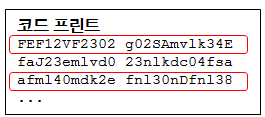 코드 프린트
FEF12VF2302 g02SAmvlk34E
faJ23emlvd0 23nlkdc04fsa
afml40mdk2e fnl30nDfnl38
...